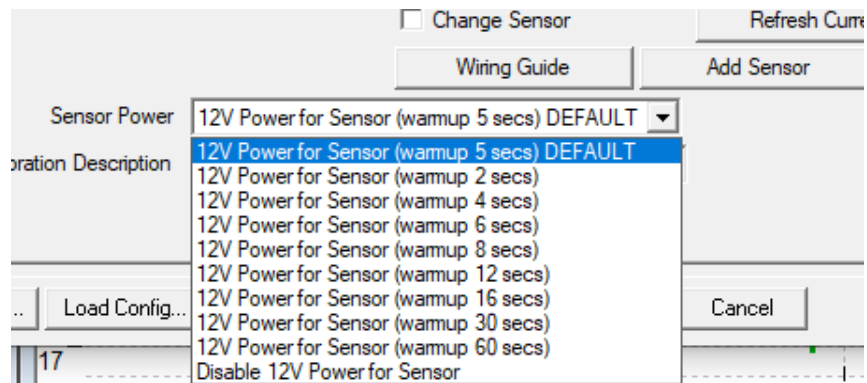 Change Sensor
Refresh Curre
Wiring Guide
Add Sensor
Sensor Power
12V Power for Sensor (warmup 5 secs) DEFAULT
oration Description
12V Power for Sensor (warmup 5 secs) DEFAULT
12V Power for Sensor (warmup 2 secs)
12V Power for Sensor (warmup 4 secs)
12V Power for Sensor (warmup 6 secs)
12V Power for Sensor (warmup 8 secs)
12V Power for Sensor (warmup 12 secs)
12V Power for Sensor (warmup 16 secs)
12V Power for Sensor (warmup 30 secs)
12V Power for Sensor (warmup 60 secs)
Disable 12V Power for Sensor
..
Load Config...
Cancel
17